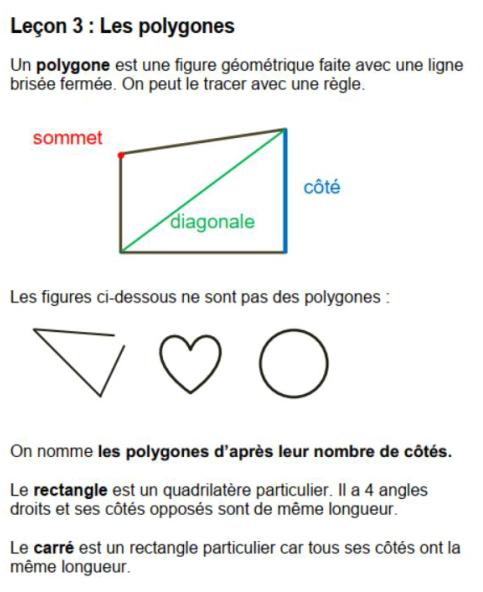 Leçon 3 : Les polygones
Un polygone est une figure géométrique faite avec une ligne
brisée fermée. On peut le tracer avec une règle.
sommet
côté
diagonale
Les figures ci-dessous ne sont pas des polygones :
On nomme les polygones d'après leur nombre de côtés.
Le rectangle est un quadrilatère particulier. Il a 4 angles
droits et ses côtés opposés sont de même longueur.
Le carré est un rectangle particulier car tous ses côtés ont la
même longueur.